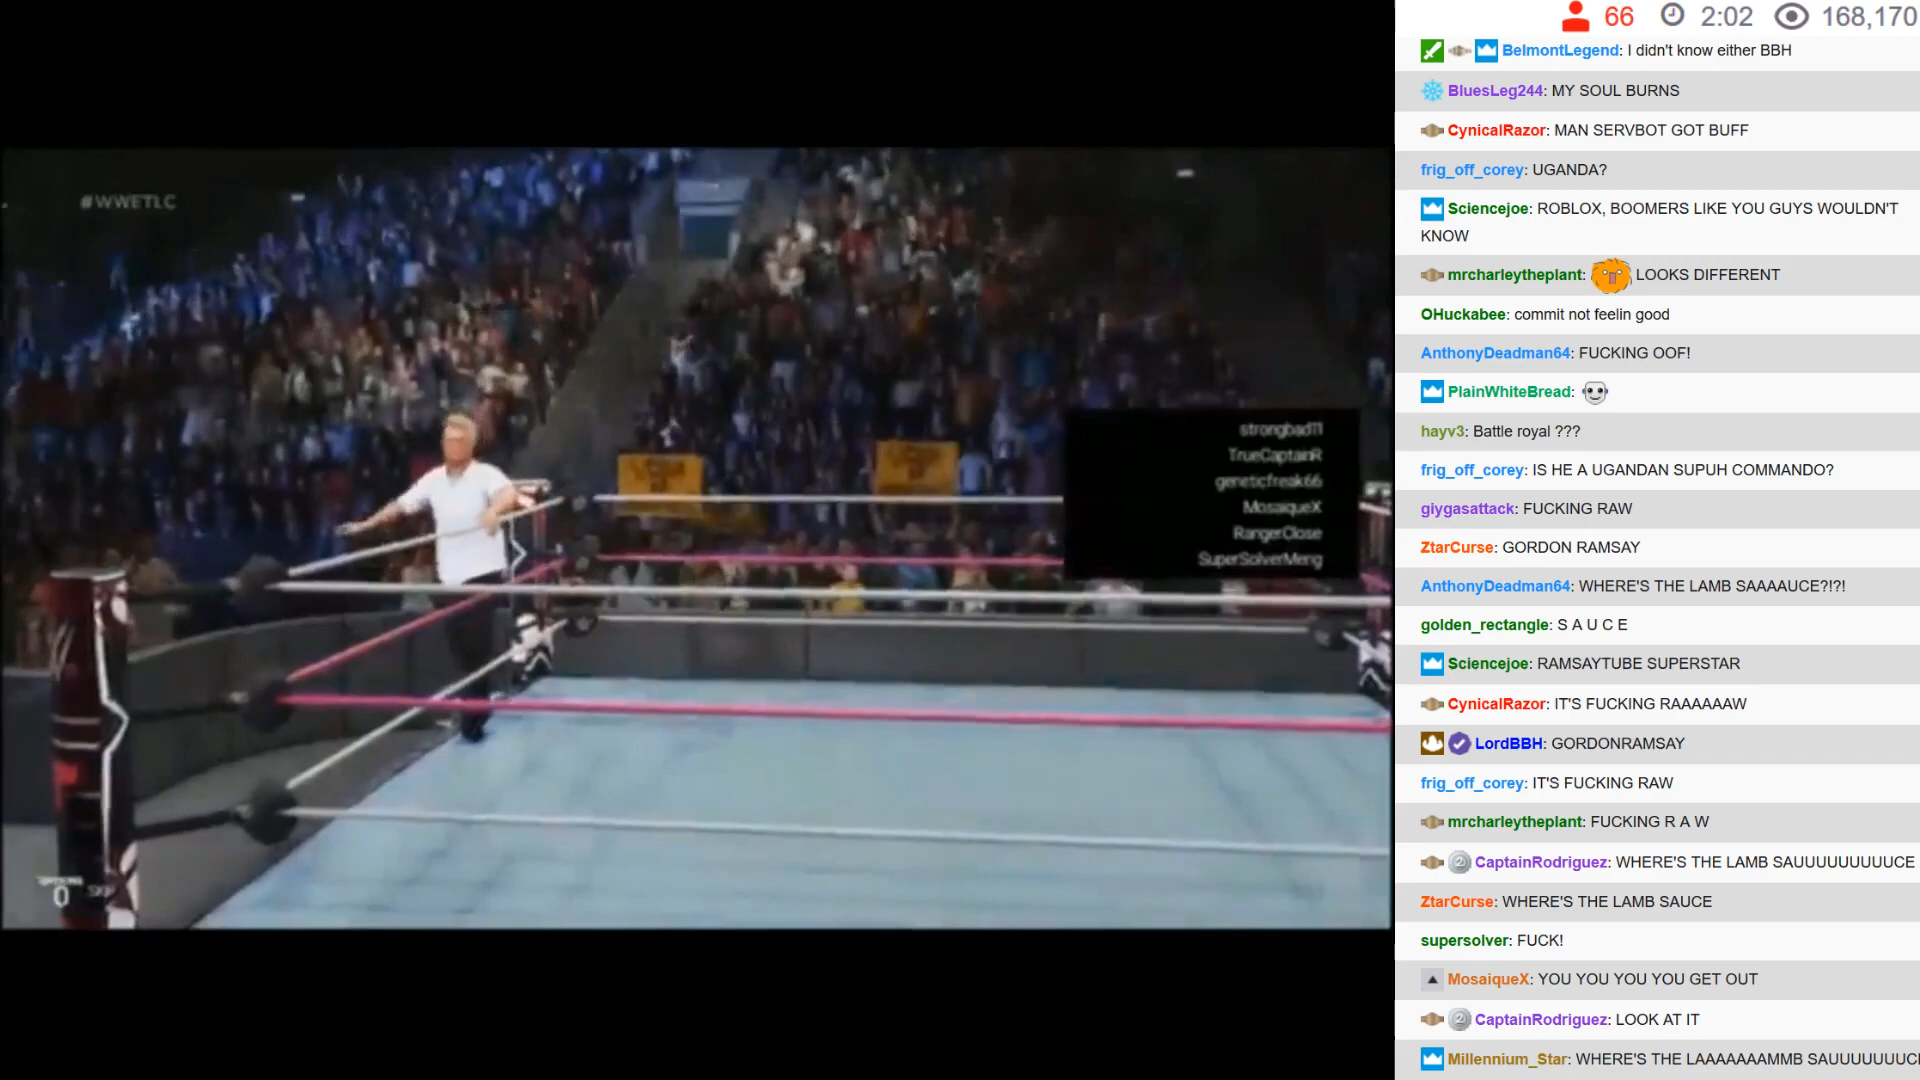 #WWETLC
strongbad11
TrueCaptainR
geneticfreak66
MosaiqueX
RangerClose
SuperSolverMeng
OPTIONS
SKIP
66 2:02 168,170
BelmontLegend: I didn't know either BBH
BluesLeg244: MY SOUL BURNS
CynicalRazor: MAN SERVBOT GOT BUFF
frig_off_corey: UGANDA?
Sciencejoe: ROBLOX, BOOMERS LIKE YOU GUYS WOULDN'T
KNOW
mrcharleytheplant: LOOKS DIFFERENT
OHuckabee: commit not feelin good
AnthonyDeadman64: FUCKING OOF!
PlainWhiteBread:
hayv3: Battle royal ???
frig_off_corey: IS HE A UGANDAN SUPUH COMMANDO?
giygasattack: FUCKING RAW
ZtarCurse: GORDON RAMSAY
AnthonyDeadman64: WHERE'S THE LAMB SAAAAUCE?!?!
golden_rectangle: S A U C E
Sciencejoe: RAMSAYTUBE SUPERSTAR
CynicalRazor: IT'S FUCKING RAAAAAAW
LordBBH: GORDONRAMSAY
frig_off_corey: IT'S FUCKING RAW
mrcharleytheplant: FUCKING R A W
2 CaptainRodriguez: WHERE'S THE LAMB SAUUUUUUUUUCE
ZtarCurse: WHERE'S THE LAMB SAUCE
supersolver: FUCK!
MosaiqueX: YOU YOU YOU YOU GET OUT
2 CaptainRodriguez: LOOK AT IT
Millennium_Star: WHERE'S THE LAAAAAAAMMB SAUUUUUUUCE